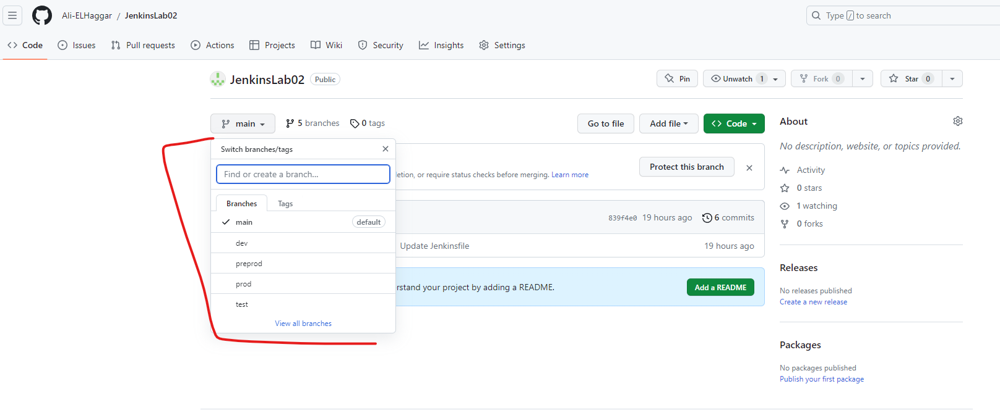 Ali-ELHaggar / JenkinsLab02
Type / to search
Code Issues Pull requests Actions Projects Wiki Security Insights Settings
JenkinsLab02 Public
Pin Unwatch 1 Fork 0 Star 0
main 5 branches 0 tags Go to file Add file Code
Switch branches/tags
Find or create a branch...
Branches Tags
main default
dev
preprod
prod
test
View all branches
etion, or require status checks before merging. Learn more
Protect this branch
839f4e0 19 hours ago 6 commits
Update Jenkinsfile 19 hours ago
rstand your project by adding a README. Add a README
About
No description, website, or topics provided.
Activity
0 stars
1 watching
0 forks
Releases
No releases published
Create a new release
Packages
No packages published
Publish your first package